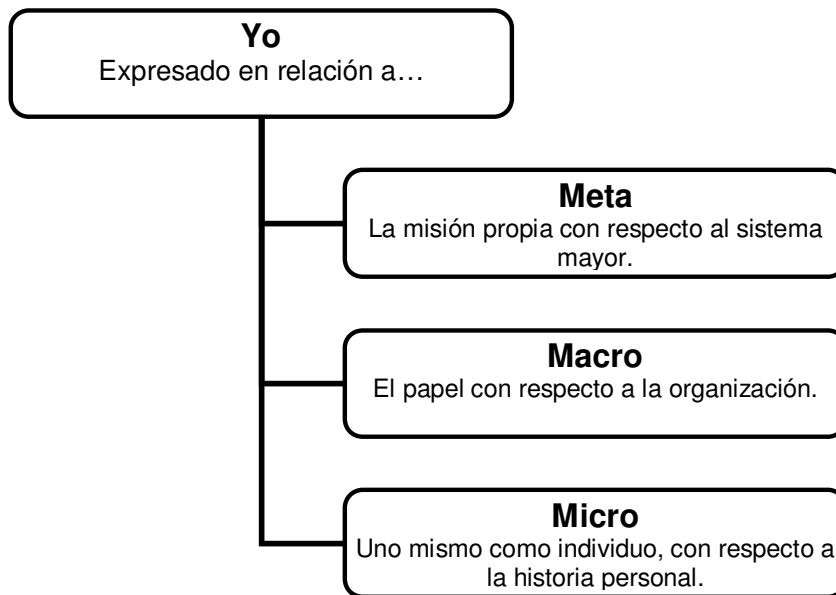 Yo
Expresado en relación a…
Meta
La misión propia con respecto al sistema
mayor.
Macro
El papel con respecto a la organización.
Micro
Uno mismo como individuo, con respecto a
la historia personal.